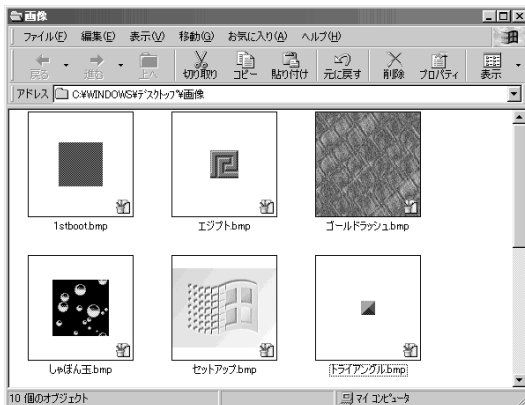 画像
ファイル(F) 編集(E) 表示(V) 移動(G) お気に入り(A) ヘルプ(H)
戻る 進む 上へ 切り取り コピー 貼り付け 元に戻す 削除 プロパティ 表示
アドレス C:¥WINDOWS¥デスクトップ¥画像
1stboot.bmp エジプト.bmp ゴールドラッシュ.bmp
しゃぼん玉.bmp セットアップ.bmp トライアングル.bmp
10 個のオブジェクト マイ コンピュータ